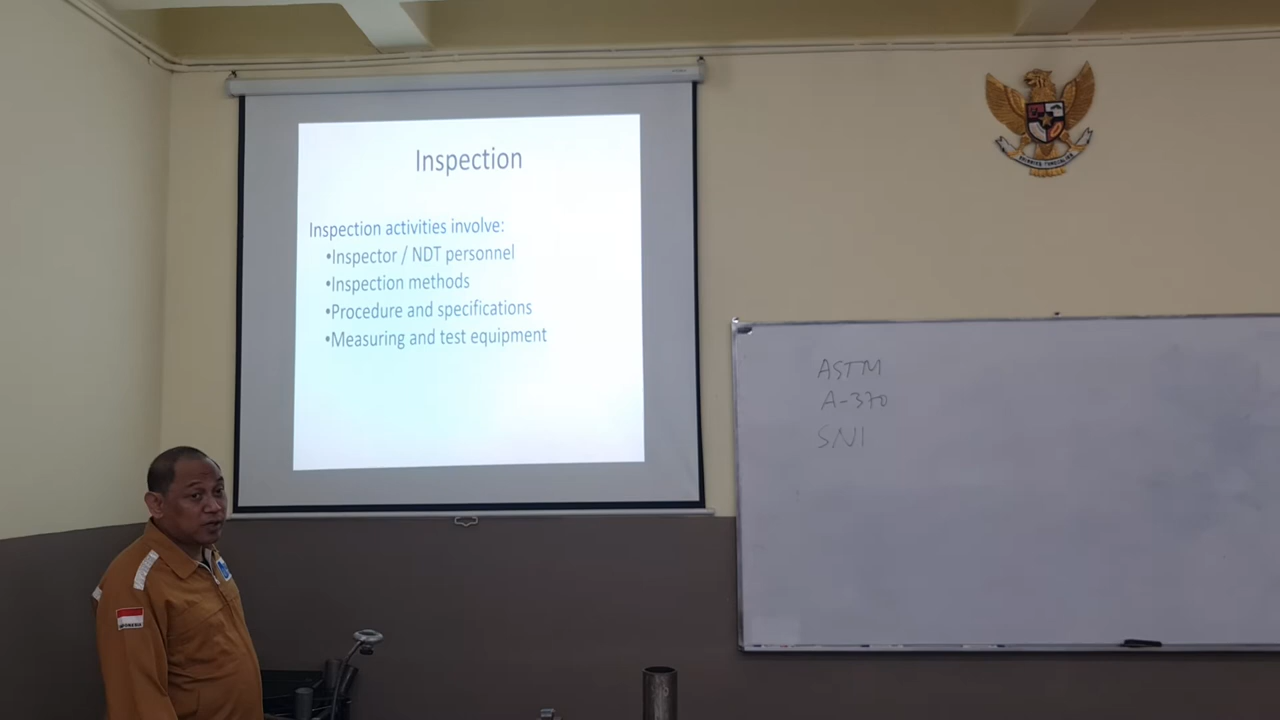 Inspection
Inspection activities involve:
•Inspector / NDT personnel
•Inspection methods
•Procedure and specifications
•Measuring and test equipment
ASTM
A-370
SNI